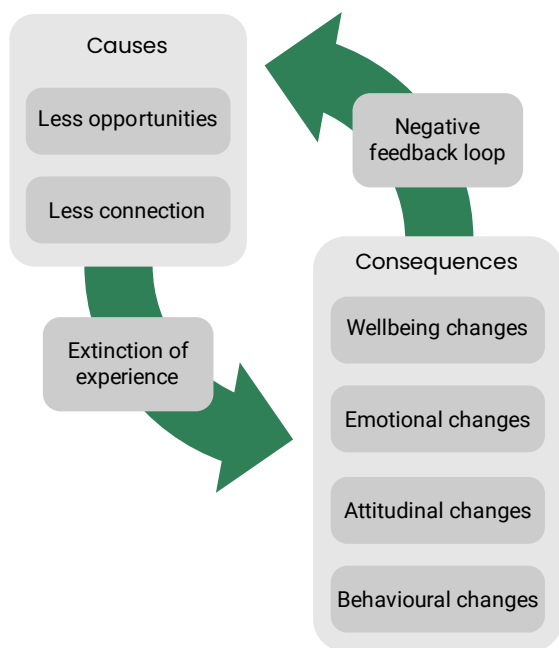 Causes
Less opportunities
Less connection
Negative
feedback loop
Extinction of
experience
Consequences
Wellbeing changes
Emotional changes
Attitudinal changes
Behavioural changes